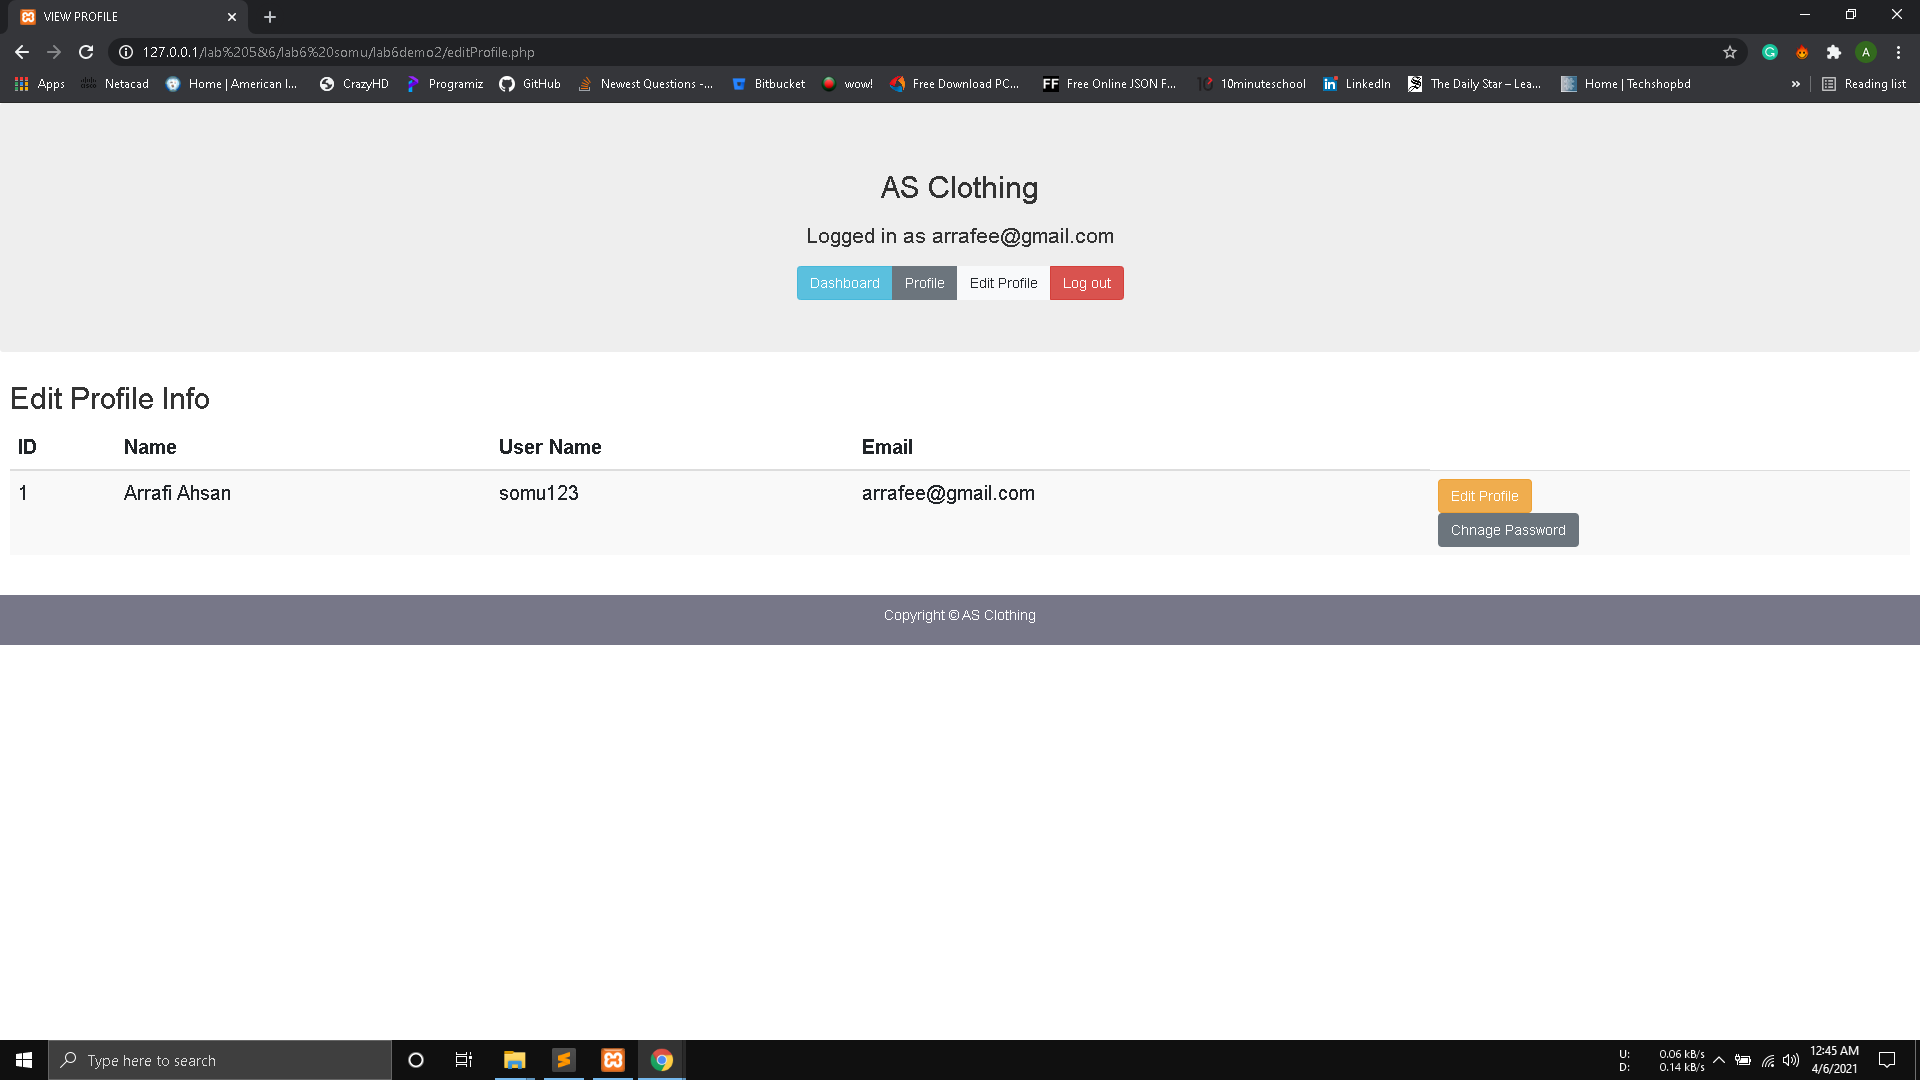 VIEW PROFILE
127.0.0.1/lab%205&6/lab6%20somu/lab6demo2/editProfile.php
A
Apps Netacad Home | American I... CrazyHD Programiz GitHub Newest Questions -... Bitbucket wow! Free Download PC... FF Free Online JSON F... 10 10minuteschool in LinkedIn The Daily Star – Lea... Home | Techshopbd » Reading list
AS Clothing
Logged in as arrafee@gmail.com
Dashboard Profile Edit Profile Log out
Edit Profile Info
ID Name User Name Email
1 Arrafi Ahsan somu123 arrafee@gmail.com Edit Profile
Chnage Password
Copyright © AS Clothing
Type here to search
U: 0.06 kB/s
D: 0.14 kB/s
12:45 AM
4/6/2021